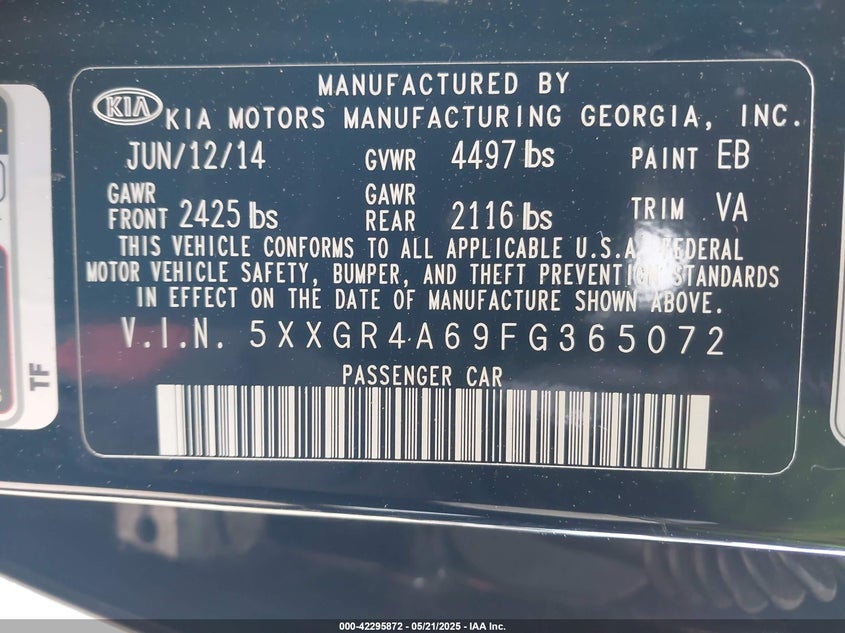 MANUFACTURED BY
KIA KIA MOTORS MANUFACTURING GEORGIA, INC.
JUN/12/14 GVWR 4497 lbs PAINT EB
GAWR FRONT 2425 lbs GAWR REAR 2116 lbs TRIM VA
THIS VEHICLE CONFORMS TO ALL APPLICABLE U.S.A. FEDERAL
MOTOR VEHICLE SAFETY, BUMPER, AND THEFT PREVENTION STANDARDS
IN EFFECT ON THE DATE OF MANUFACTURE SHOWN ABOVE.
V.I.N. 5XXGR4A69FG365072
PASSENGER CAR
TF
000-42295872 — 05/21/2025 — IAA Inc.